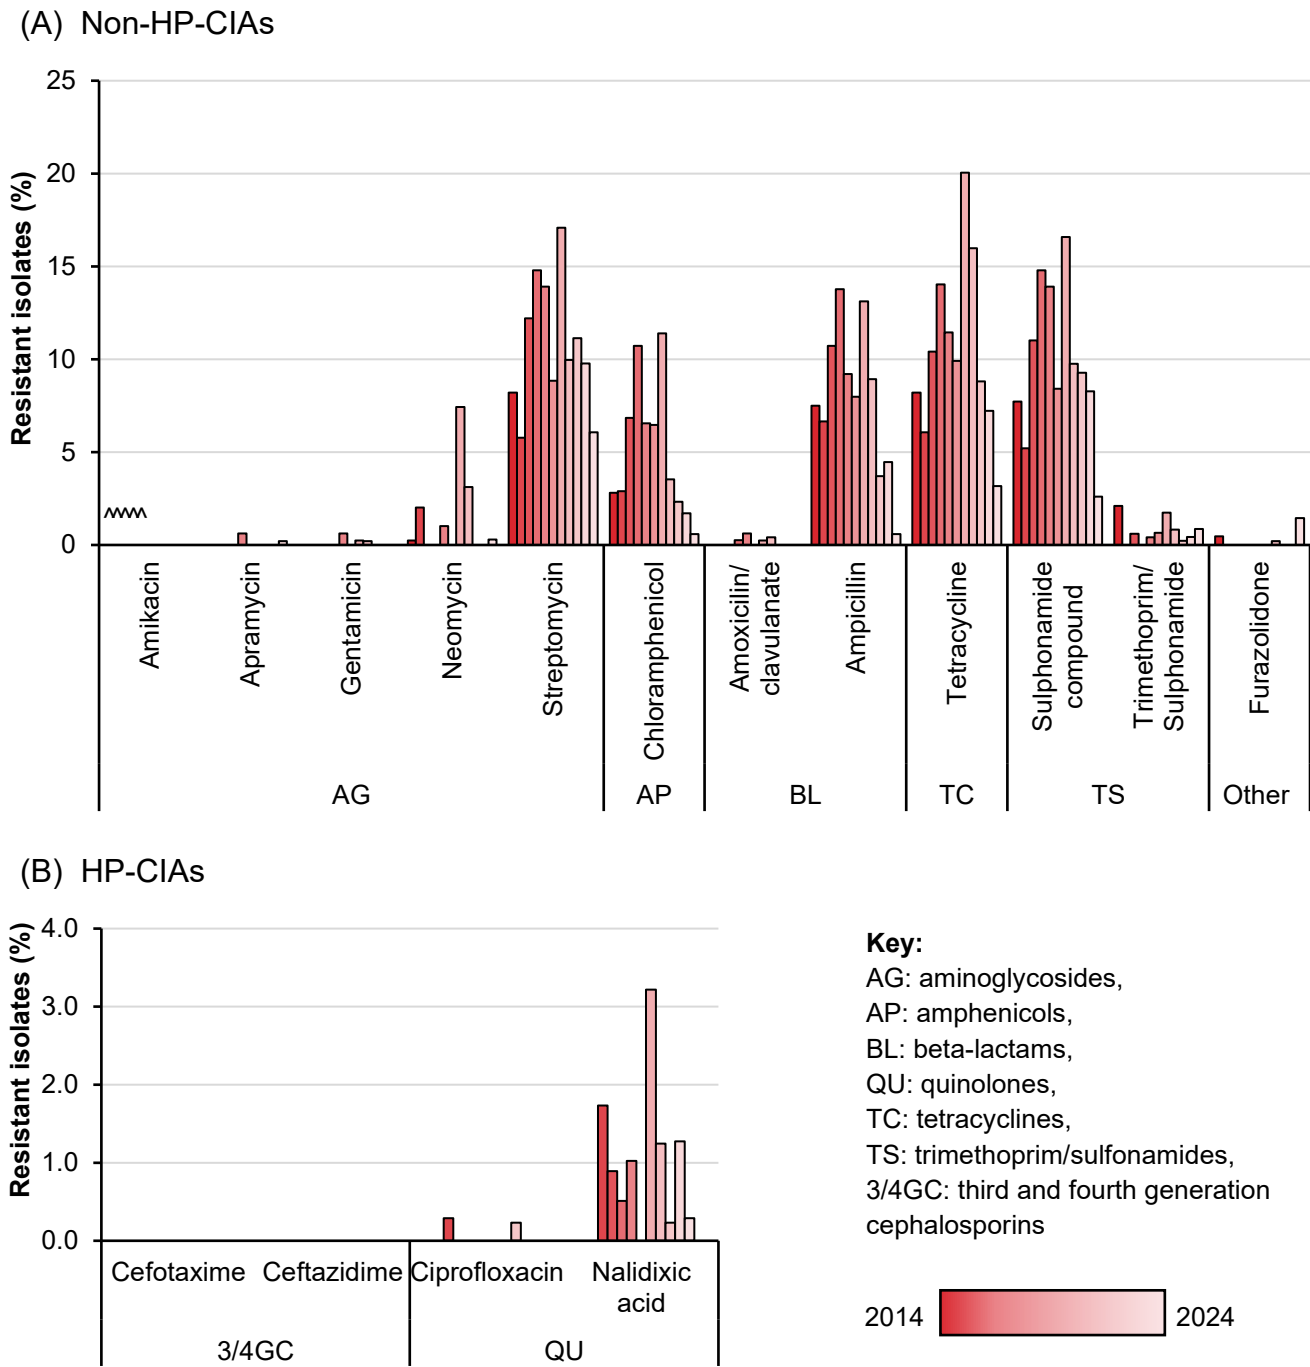 (A) Non-HP-CIAs
Resistant isolates (%)
25
20
15
10
5
0
^^^^^
Amikacin
Apramycin
Gentamicin
Neomycin
Streptomycin
Chloramphenicol
Amoxicilin/
clavulanate
Ampicillin
Tetracycline
Sulphonamide
compound
Trimethoprim/
Sulphonamide
Furazolidone
AG
AP
BL
TC
TS
Other
(B) HP-CIAs
Resistant isolates (%)
4.0
3.0
2.0
1.0
0.0
Cefotaxime
Ceftazidime
Ciprofloxacin
Nalidixic
acid
3/4GC
QU
Key:
AG: aminoglycosides,
AP: amphenicols,
BL: beta-lactams,
QU: quinolones,
TC: tetracyclines,
TS: trimethoprim/sulfonamides,
3/4GC: third and fourth generation
cephalosporins
2014
2024